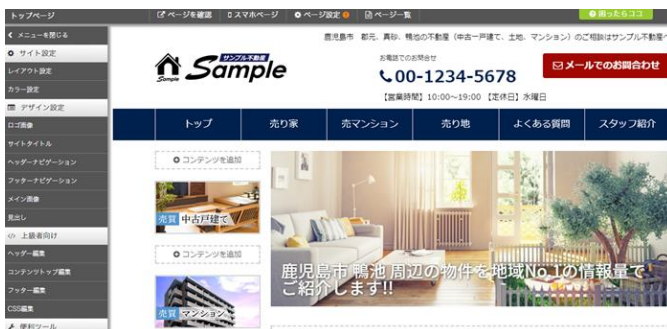 トップページ
ページを確認
スマホページ
ページ設定
ページ一覧
困ったらココ
メニューを閉じる
サイト設定
レイアウト設定
カラー設定
デザイン設定
ロゴ画像
サイトタイトル
ヘッダーナビゲーション
フッターナビゲーション
メイン画像
見出し
</> 上級者向け
ヘッダー編集
コンテンツトップ編集
フッター編集
CSS編集
便利ツール
鹿児島市 郡元、真砂、鴨池の不動産（中古一戸建て、土地、マンション）のご相談はサンプル不動産へ
サンプル不動産
Sample
Sample
お電話でのお問合せ
00-1234-5678
【営業時間】10:00～19:00 【定休日】水曜日
メールでのお問合わせ
トップ
売り家
売マンション
売り地
よくある質問
スタッフ紹介
コンテンツを追加
売買 中古戸建て
コンテンツを追加
売買 マンション
鹿児島市 鴨池 周辺の物件を地域No.1の情報量で
ご紹介します!!